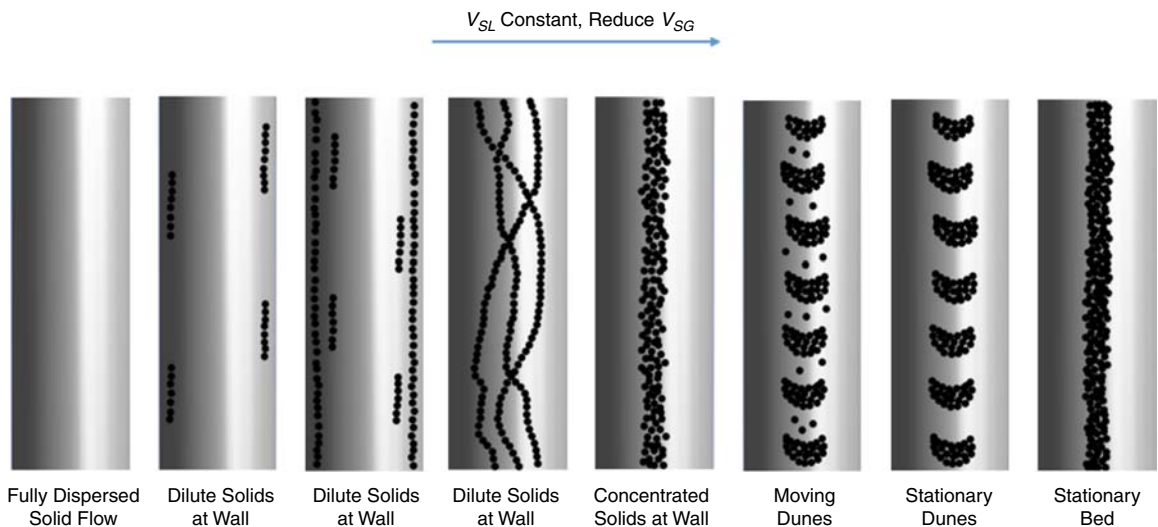 V_SL Constant, Reduce V_SG
Fully Dispersed
Solid Flow
Dilute Solids
at Wall
Dilute Solids
at Wall
Dilute Solids
at Wall
Concentrated
Solids at Wall
Moving
Dunes
Stationary
Dunes
Stationary
Bed